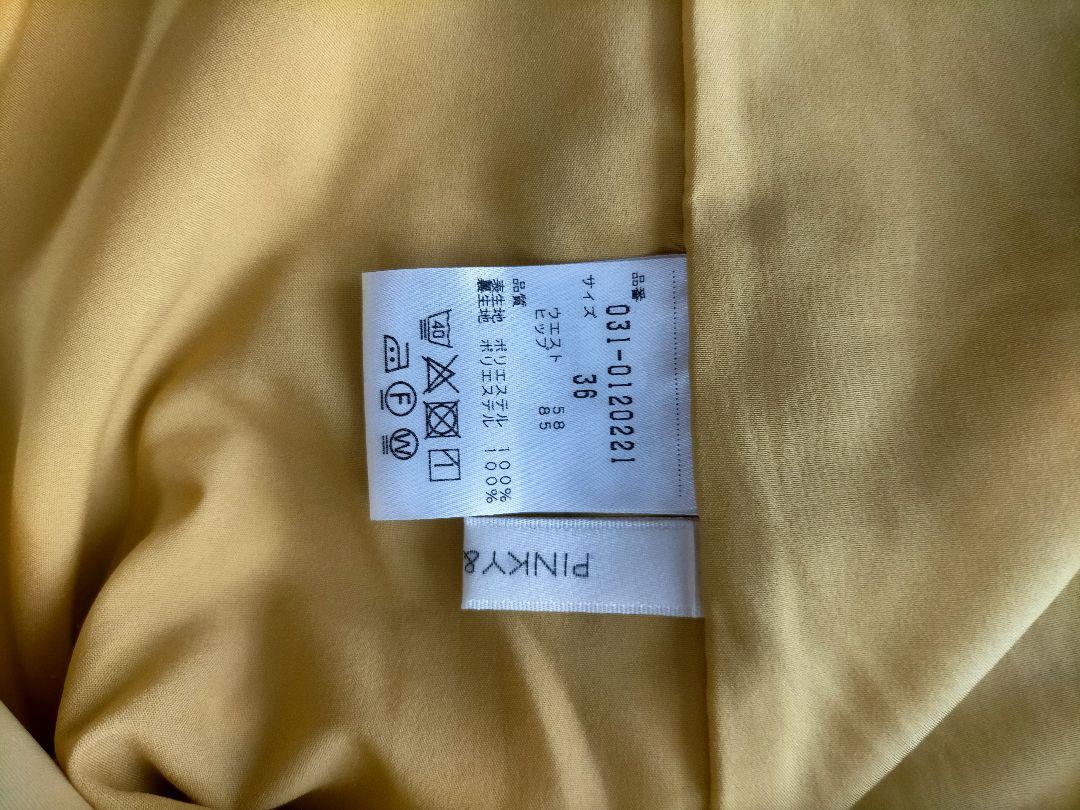 品番
031-0120221
サイズ
36
ウエスト 58
ヒップ 85
品質
表生地 ポリエステル 100%
裏生地 ポリエステル 100%
40
F
W
PINKY&